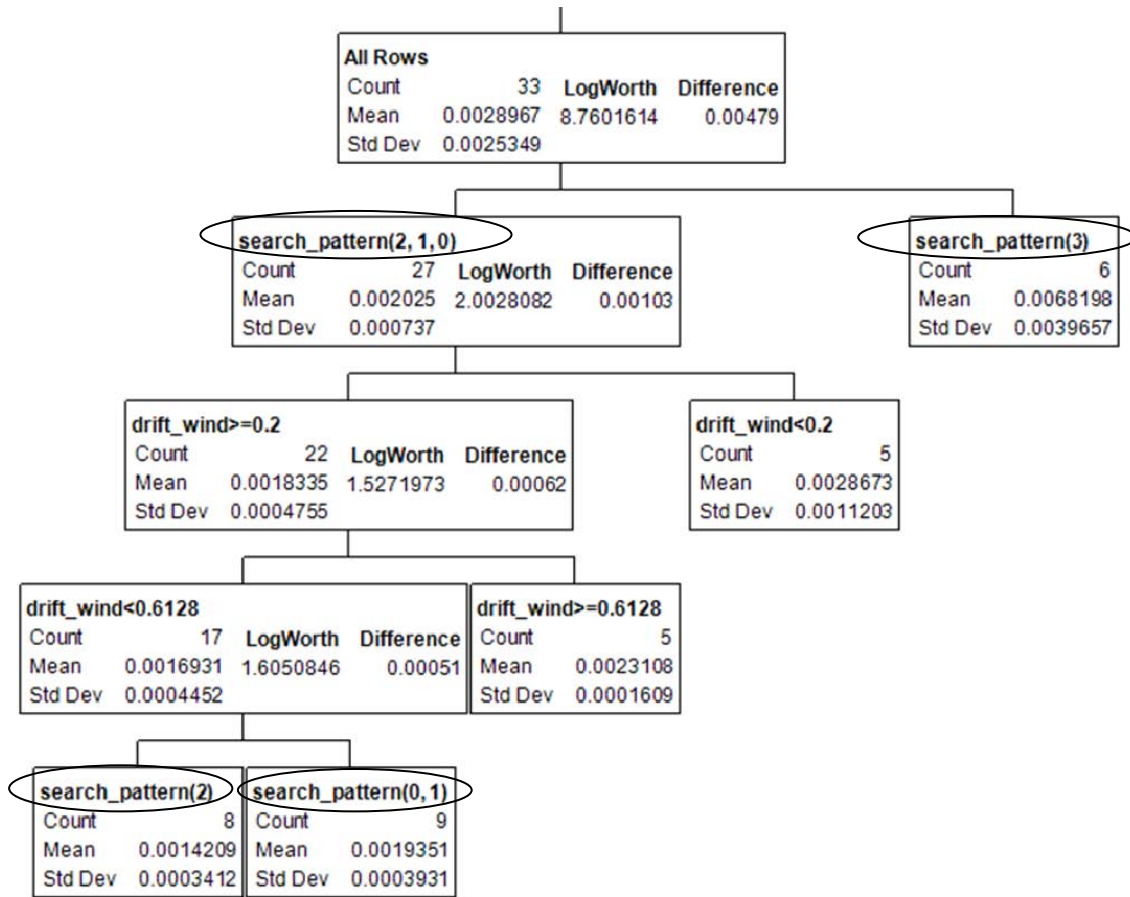 All Rows
Count 33 LogWorth Difference
Mean 0.0028967 8.7601614 0.00479
Std Dev 0.0025349
search_pattern(2, 1,0)
Count 27 LogWorth Difference
Mean 0.002025 2.0028082 0.00103
Std Dev 0.000737
search_pattern(3)
Count 6
Mean 0.0068198
Std Dev 0.0039657
drift_wind>=0.2
Count 22 LogWorth Difference
Mean 0.0018335 1.5271973 0.00062
Std Dev 0.0004755
drift_wind<0.2
Count 5
Mean 0.0028673
Std Dev 0.0011203
drift_wind<0.6128
Count 17 LogWorth Difference
Mean 0.0016931 1.6050846 0.00051
Std Dev 0.0004452
drift_wind>=0.6128
Count 5
Mean 0.0023108
Std Dev 0.0001609
search_pattern(2)
Count 8
Mean 0.0014209
Std Dev 0.0003412
search_pattern(0, 1)
Count 9
Mean 0.0019351
Std Dev 0.0003931